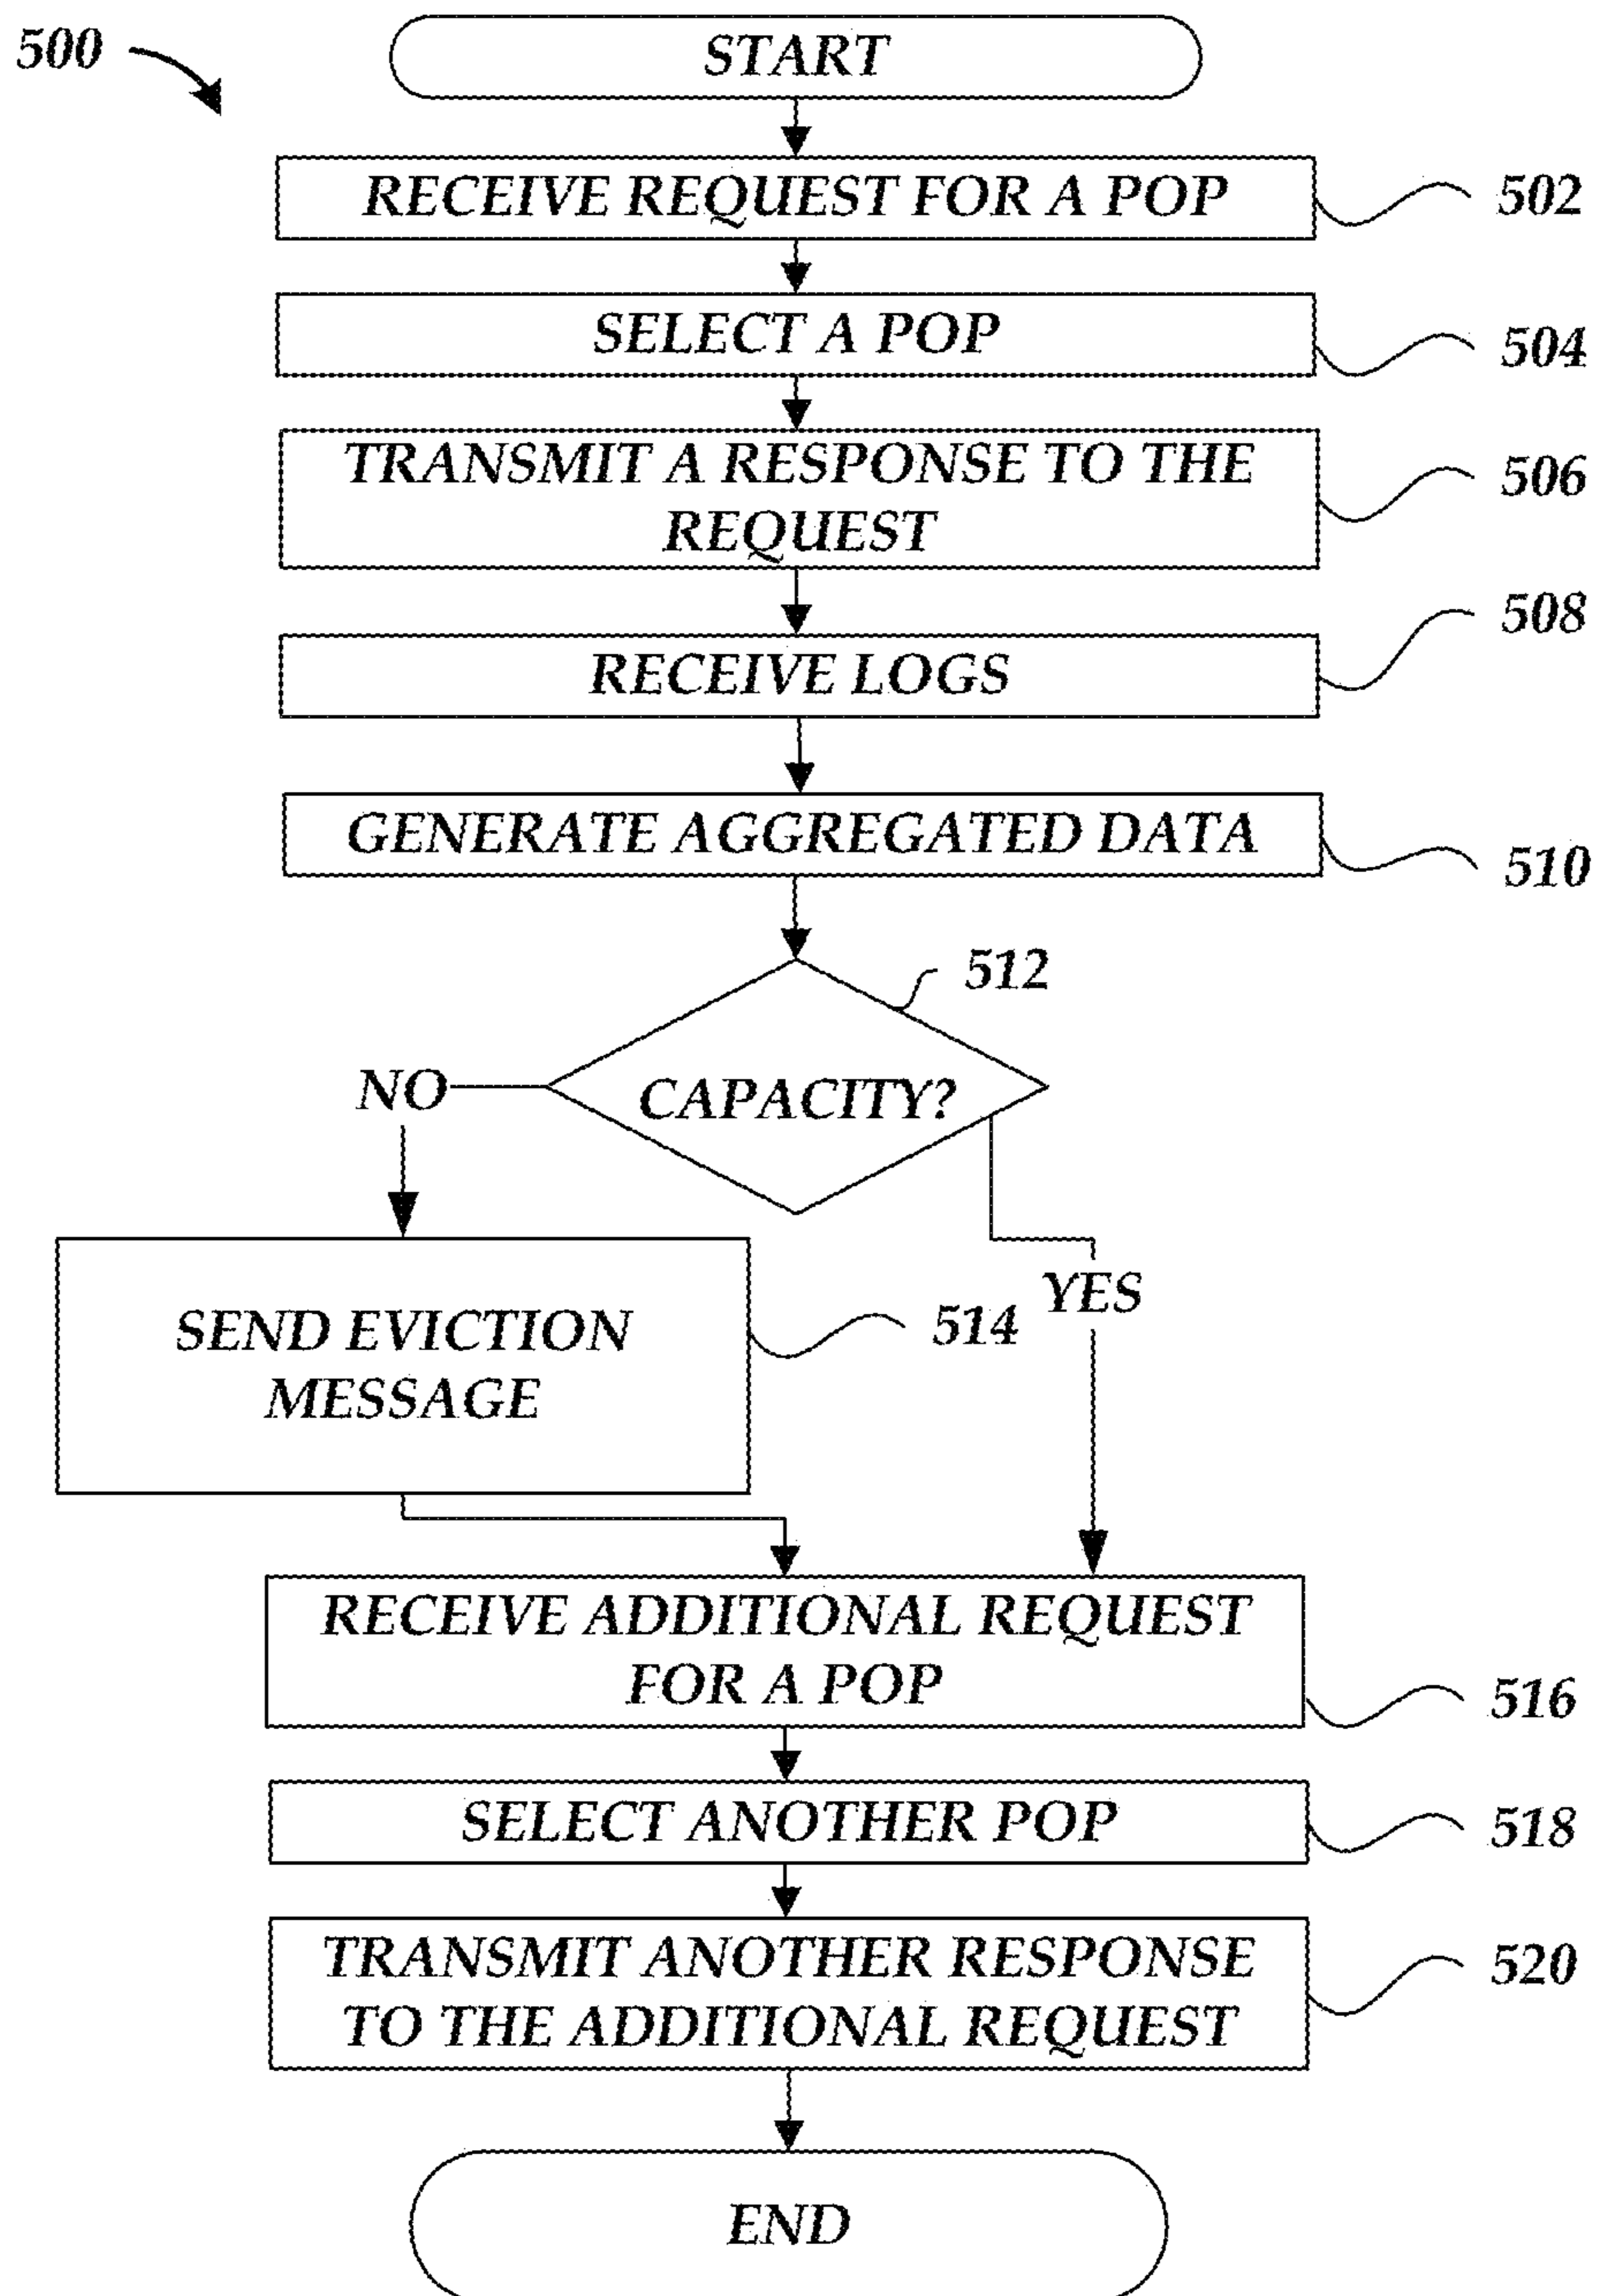 500
START
RECEIVE REQUEST FOR A POP
502
SELECT A POP
504
TRANSMIT A RESPONSE TO THE
REQUEST
506
RECEIVE LOGS
508
GENERATE AGGREGATED DATA
510
512
CAPACITY?
NO
YES
SEND EVICTION
MESSAGE
514
RECEIVE ADDITIONAL REQUEST
FOR A POP
516
SELECT ANOTHER POP
518
TRANSMIT ANOTHER RESPONSE
TO THE ADDITIONAL REQUEST
520
END